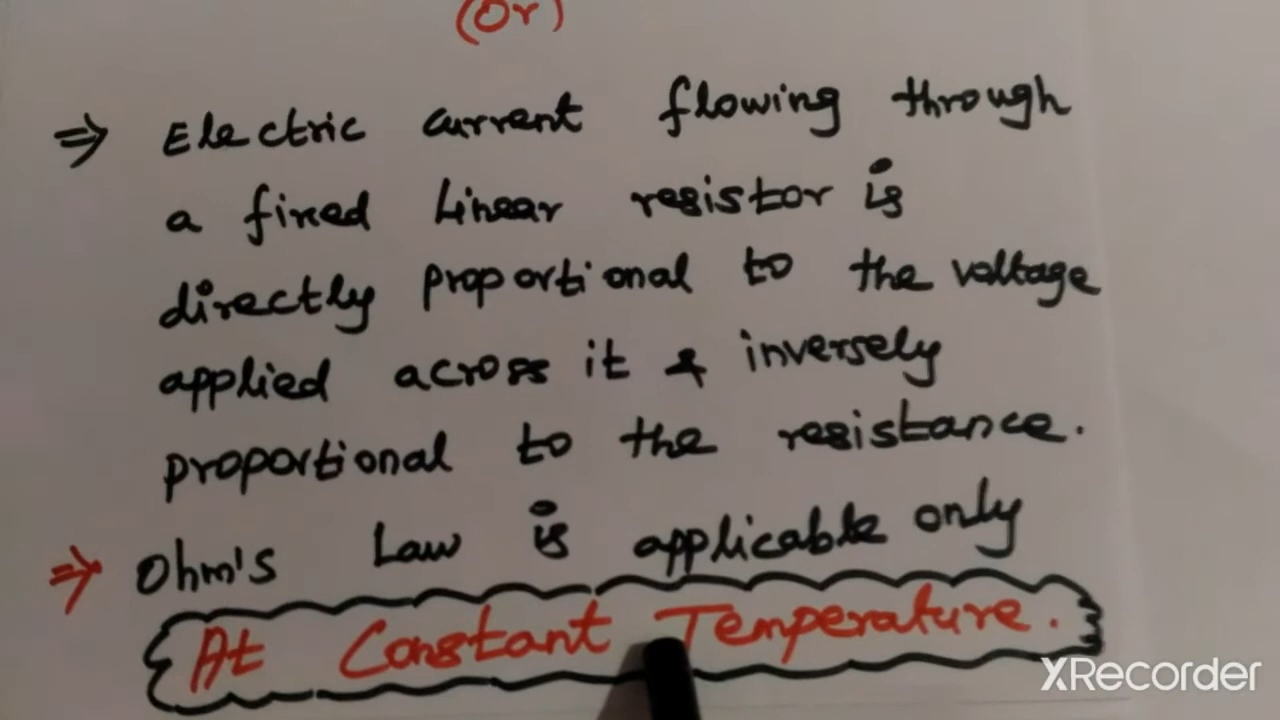 (Or)
⇒ Electric current flowing through
a fixed linear resistor is
directly proportional to the voltage
applied across it & inversely
proportional to the resistance.
⇒ Ohm's Law is applicable only
At Constant Temperature.
XRecorder